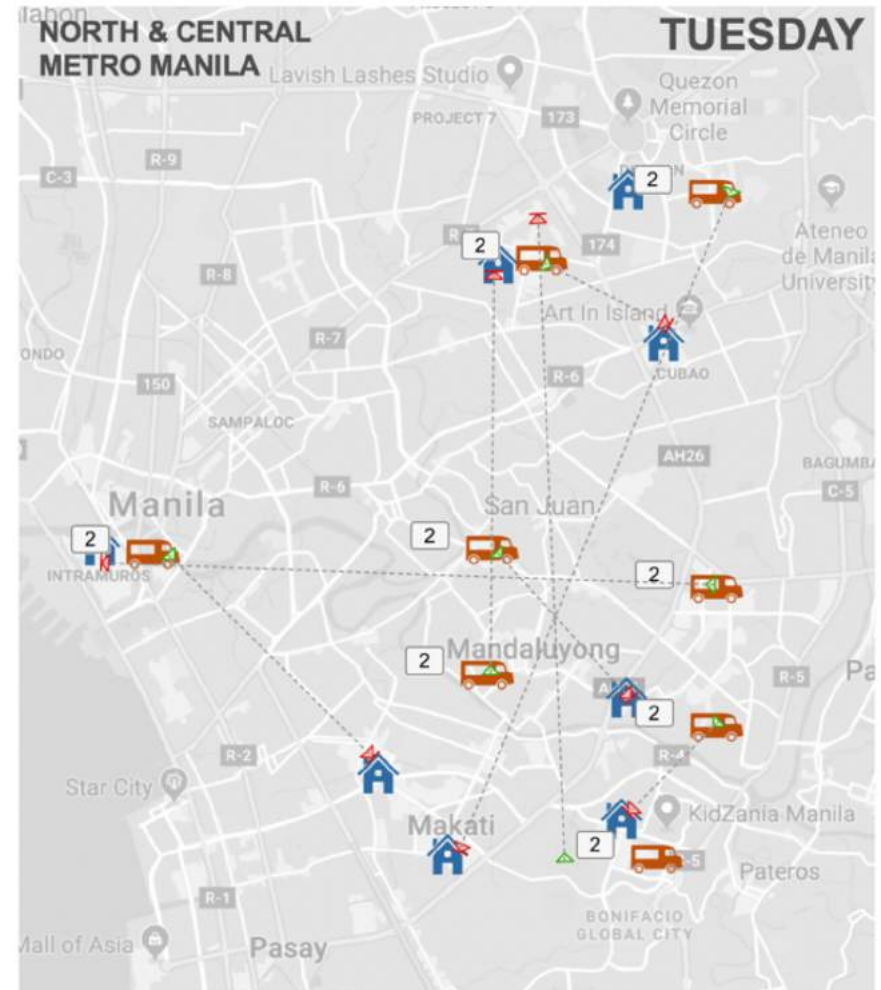 NORTH & CENTRAL
METRO MANILA
TUESDAY
Lavish Lashes Studio
Quezon
Memorial
Circle
PROJECT 7
173
R-9
C-3
2
Ateneo
de Manila
University
174
2
R-8
Art In Island
R-7
CUBAO
R-6
150
SAMPALOC
AH26
BAGUMBA
C-5
R-6
Manila
San Juan
2
2
INTRAMUROS
2
Mandaluyong
2
R-5
Pa
2
R-4
R-2
Star City
KidZania Manila
Makati
2
-5
Pateros
R-1
BONIFACIO
GLOBAL CITY
Mall of Asia
Pasay